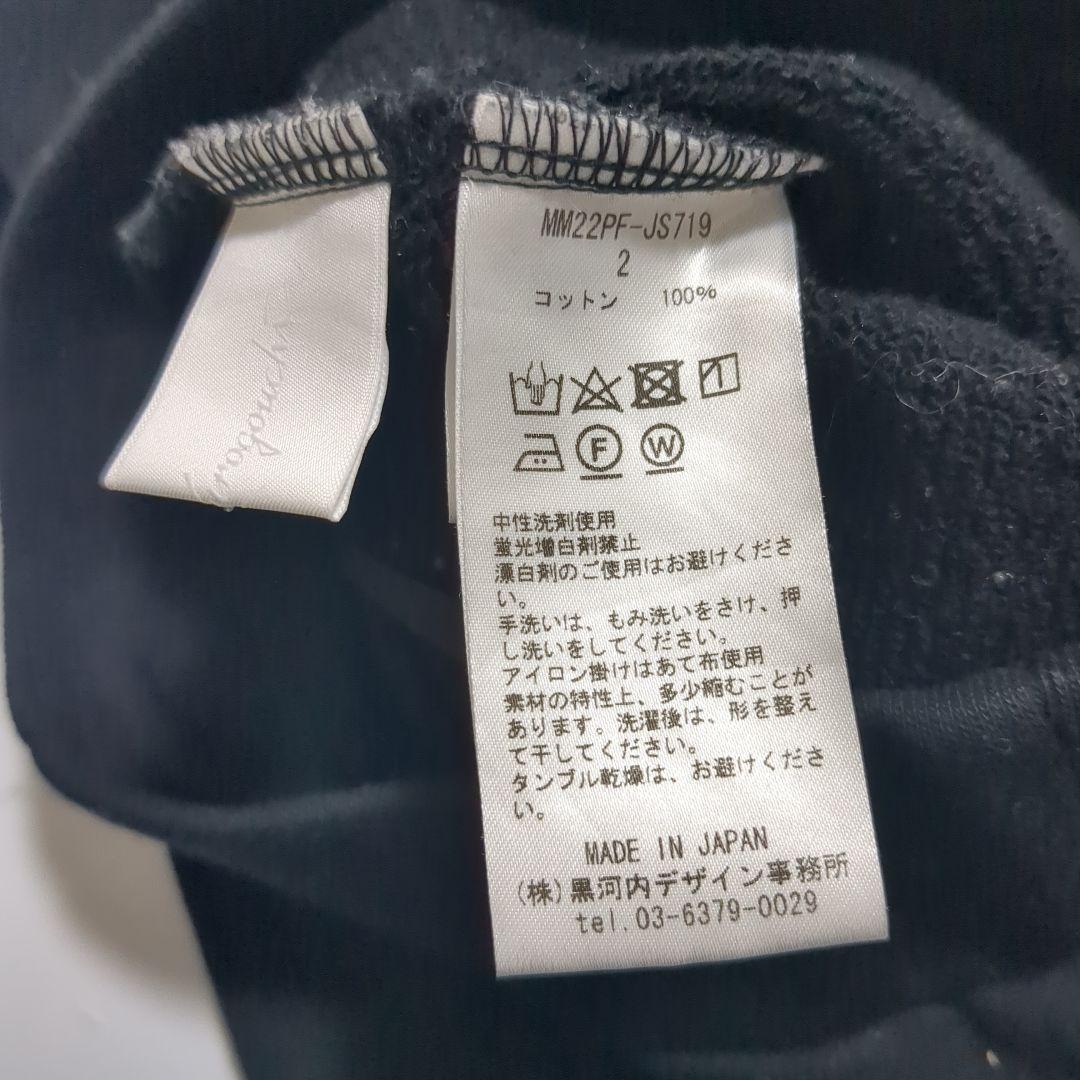 MM22PF-JS719
2
コットン 100%
F W
中性洗剤使用
蛍光増白剤禁止
漂白剤のご使用はお避けくださ
い。
手洗いは、もみ洗いをさけ、押
し洗いをしてください。
アイロン掛けはあて布使用
素材の特性上、多少縮むことが
あります。洗濯後は、形を整え
て干してください。
タンブル乾燥は、お避けくださ
い。
MADE IN JAPAN
(株)黒河内デザイン事務所
tel.03-6379-0029